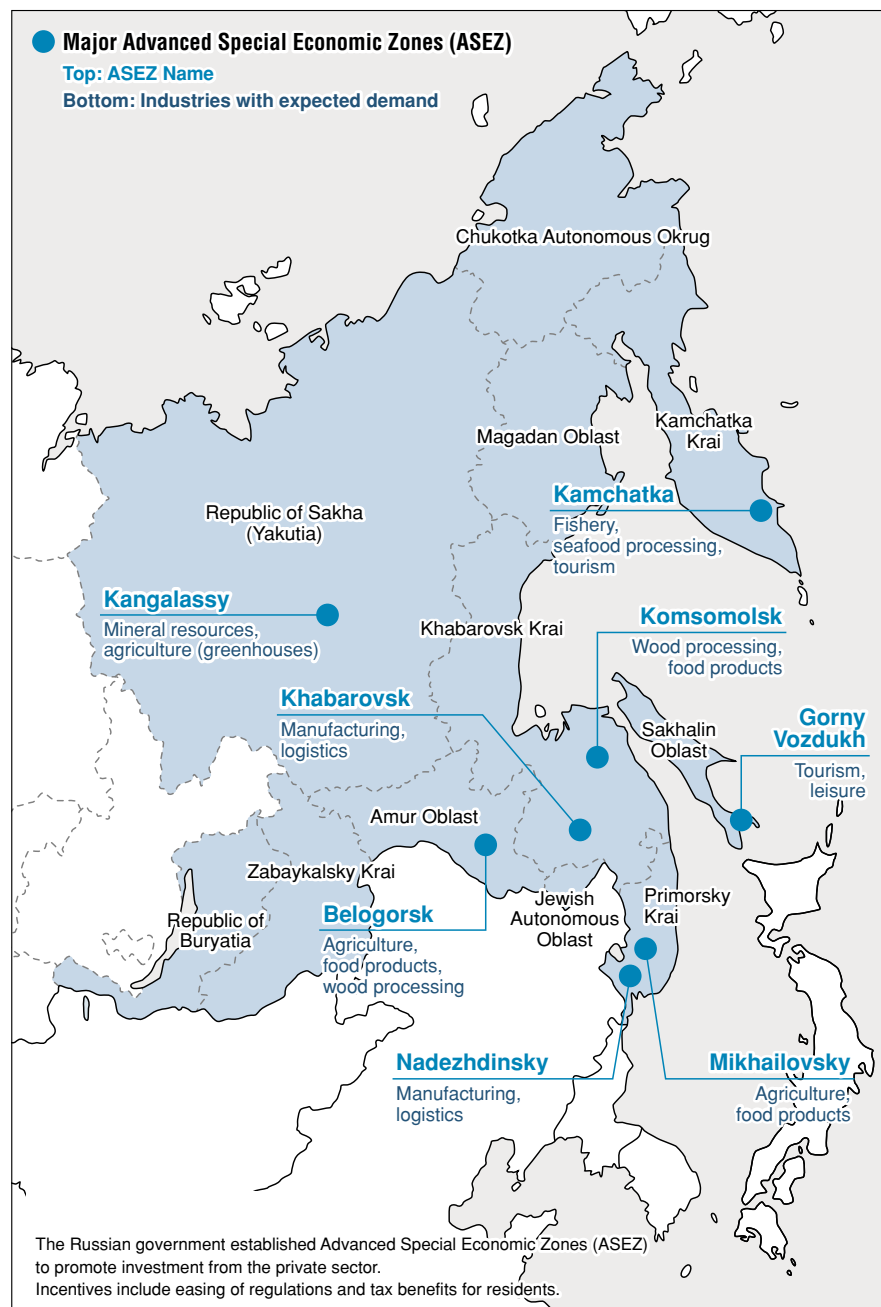 Major Advanced Special Economic Zones (ASEZ)
Top: ASEZ Name
Bottom: Industries with expected demand
Chukotka Autonomous Okrug
Magadan Oblast
Kamchatka
Krai
Republic of Sakha
(Yakutia)
Kamchatka
Fishery,
seafood processing,
tourism
Kangalassy
Mineral resources,
agriculture (greenhouses)
Khabarovsk Krai
Komsomolsk
Wood processing,
food products
Khabarovsk
Manufacturing,
logistics
Sakhalin
Oblast
Gorny
Vozdukh
Tourism,
leisure
Amur Oblast
Zabaykalsky Krai
Republic of
Buryatia
Belogorsk
Agriculture,
food products,
wood processing
Jewish
Autonomous
Oblast
Primorsky
Krai
Nadezhdinsky
Manufacturing,
logistics
Mikhailovsky
Agriculture,
food products
The Russian government established Advanced Special Economic Zones (ASEZ)
to promote investment from the private sector.
Incentives include easing of regulations and tax benefits for residents.